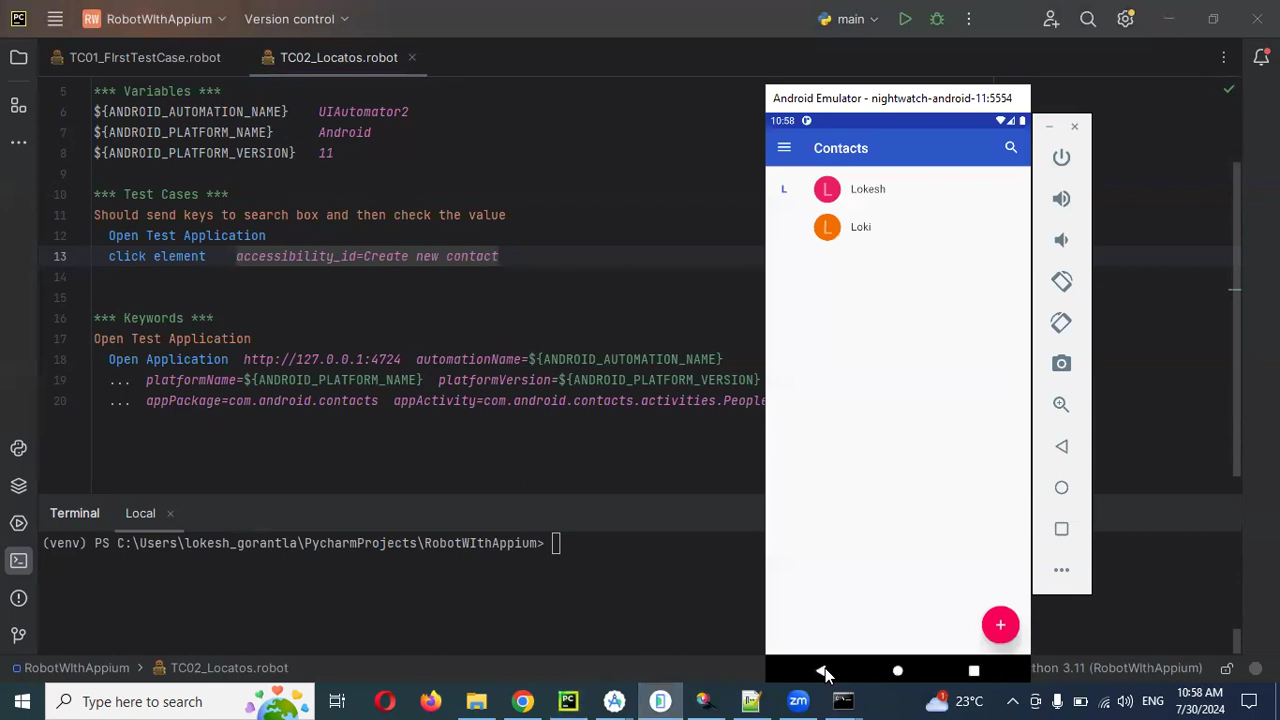 PC
RW RobotWIthAppium
Version control
main
TC01_FIrstTestCase.robot
TC02_Locatos.robot
5 *** Variables ***
6 ${ANDROID_AUTOMATION_NAME} UIAutomator2
7 ${ANDROID_PLATFORM_NAME} Android
8 ${ANDROID_PLATFORM_VERSION} 11
9
10 *** Test Cases ***
11 Should send keys to search box and then check the value
12 Open Test Application
13 click element accessibility_id=Create new contact
14
15
16 *** Keywords ***
17 Open Test Application
18 Open Application http://127.0.0.1:4724 automationName=${ANDROID_AUTOMATION_NAME}
19 ... platformName=${ANDROID_PLATFORM_NAME} platformVersion=${ANDROID_PLATFORM_VERSION}
20 ... appPackage=com.android.contacts appActivity=com.android.contacts.activities.People
Android Emulator - nightwatch-android-11:5554
10:58
Contacts
L L Lokesh
L Loki
+
Terminal Local
(venv) PS C:\Users\lokesh_gorantla\PycharmProjects\RobotWIthAppium>
RobotWIthAppium > TC02_Locatos.robot
thon 3.11 (RobotWIthAppium)
Type here to search
PC
zm
1
23°C
ENG
10:58 AM
7/30/2024